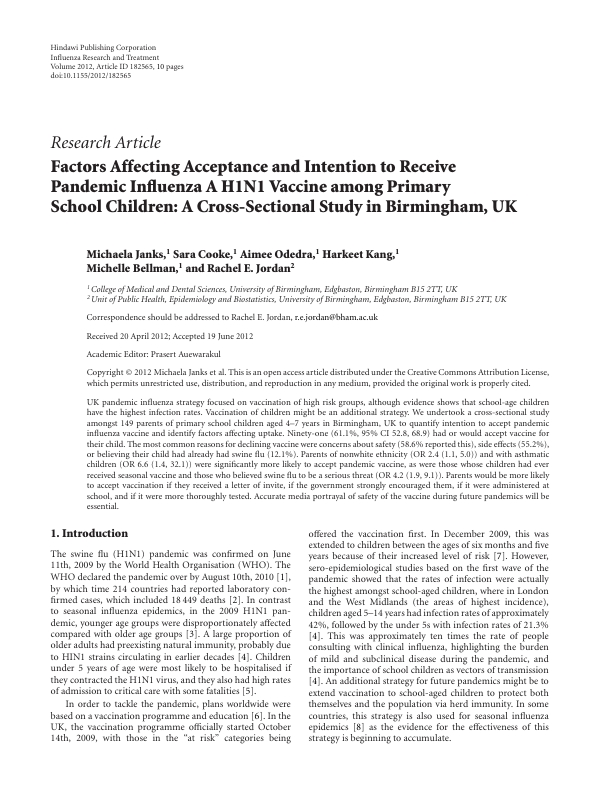 Hindawi Publishing Corporation
Influenza Research and Treatment
Volume 2012, Article ID 182565, 10 pages
doi:10.1155/2012/182565
Research Article
Factors Affecting Acceptance and Intention to Receive
Pandemic Influenza A H1N1 Vaccine among Primary
School Children: A Cross-Sectional Study in Birmingham, UK
Michaela Janks,1 Sara Cooke,1 Aimee Odedra,1 Harkeet Kang,1
Michelle Bellman,1 and Rachel E. Jordan2
1 College of Medical and Dental Sciences, University of Birmingham, Edgbaston, Birmingham B15 2TT, UK
2 Unit of Public Health, Epidemiology and Biostatistics, University of Birmingham, Edgbaston, Birmingham B15 2TT, UK
Correspondence should be addressed to Rachel E. Jordan, r.e.jordan@bham.ac.uk
Received 20 April 2012; Accepted 19 June 2012
Academic Editor: Prasert Auewarakul
Copyright © 2012 Michaela Janks et al. This is an open access article distributed under the Creative Commons Attribution License,
which permits unrestricted use, distribution, and reproduction in any medium, provided the original work is properly cited.
UK pandemic influenza strategy focused on vaccination of high risk groups, although evidence shows that school-age children
have the highest infection rates. Vaccination of children might be an additional strategy. We undertook a cross-sectional study
amongst 149 parents of primary school children aged 4–7 years in Birmingham, UK to quantify intention to accept pandemic
influenza vaccine and identify factors affecting uptake. Ninety-one (61.1%, 95% CI 52.8, 68.9) had or would accept vaccine for
their child. The most common reasons for declining vaccine were concerns about safety (58.6% reported this), side effects (55.2%),
or believing their child had already had swine flu (12.1%). Parents of nonwhite ethnicity (OR 2.4 (1.1, 5.0)) and with asthmatic
children (OR 6.6 (1.4, 32.1)) were significantly more likely to accept pandemic vaccine, as were those whose children had ever
received seasonal vaccine and those who believed swine flu to be a serious threat (OR 4.2 (1.9, 9.1)). Parents would be more likely
to accept vaccination if they received a letter of invite, if the government strongly encouraged them, if it were administered at
school, and if it were more thoroughly tested. Accurate media portrayal of safety of the vaccine during future pandemics will be
essential.
1. Introduction
The swine flu (H1N1) pandemic was confirmed on June
11th, 2009 by the World Health Organisation (WHO). The
WHO declared the pandemic over by August 10th, 2010 [1],
by which time 214 countries had reported laboratory con-
firmed cases, which included 18 449 deaths [2]. In contrast
to seasonal influenza epidemics, in the 2009 H1N1 pan-
demic, younger age groups were disproportionately affected
compared with older age groups [3]. A large proportion of
older adults had preexisting natural immunity, probably due
to H1N1 strains circulating in earlier decades [4]. Children
under 5 years of age were most likely to be hospitalised if
they contracted the H1N1 virus, and they also had high rates
of admission to critical care with some fatalities [5].
In order to tackle the pandemic, plans worldwide were
based on a vaccination programme and education [6]. In the
UK, the vaccination programme officially started October
14th, 2009, with those in the “at risk” categories being
offered the vaccination first. In December 2009, this was
extended to children between the ages of six months and five
years because of their increased level of risk [7]. However,
sero-epidemiological studies based on the first wave of the
pandemic showed that the rates of infection were actually
the highest amongst school-aged children, where in London
and the West Midlands (the areas of highest incidence),
children aged 5–14 years had infection rates of approximately
42%, followed by the under 5s with infection rates of 21.3%
[4]. This was approximately ten times the rate of people
consulting with clinical influenza, highlighting the burden
of mild and subclinical disease during the pandemic, and
the importance of school children as vectors of transmission
[4]. An additional strategy for future pandemics might be to
extend vaccination to school-aged children to protect both
themselves and the population via herd immunity. In some
countries, this strategy is also used for seasonal influenza
epidemics [8] as the evidence for the effectiveness of this
strategy is beginning to accumulate.